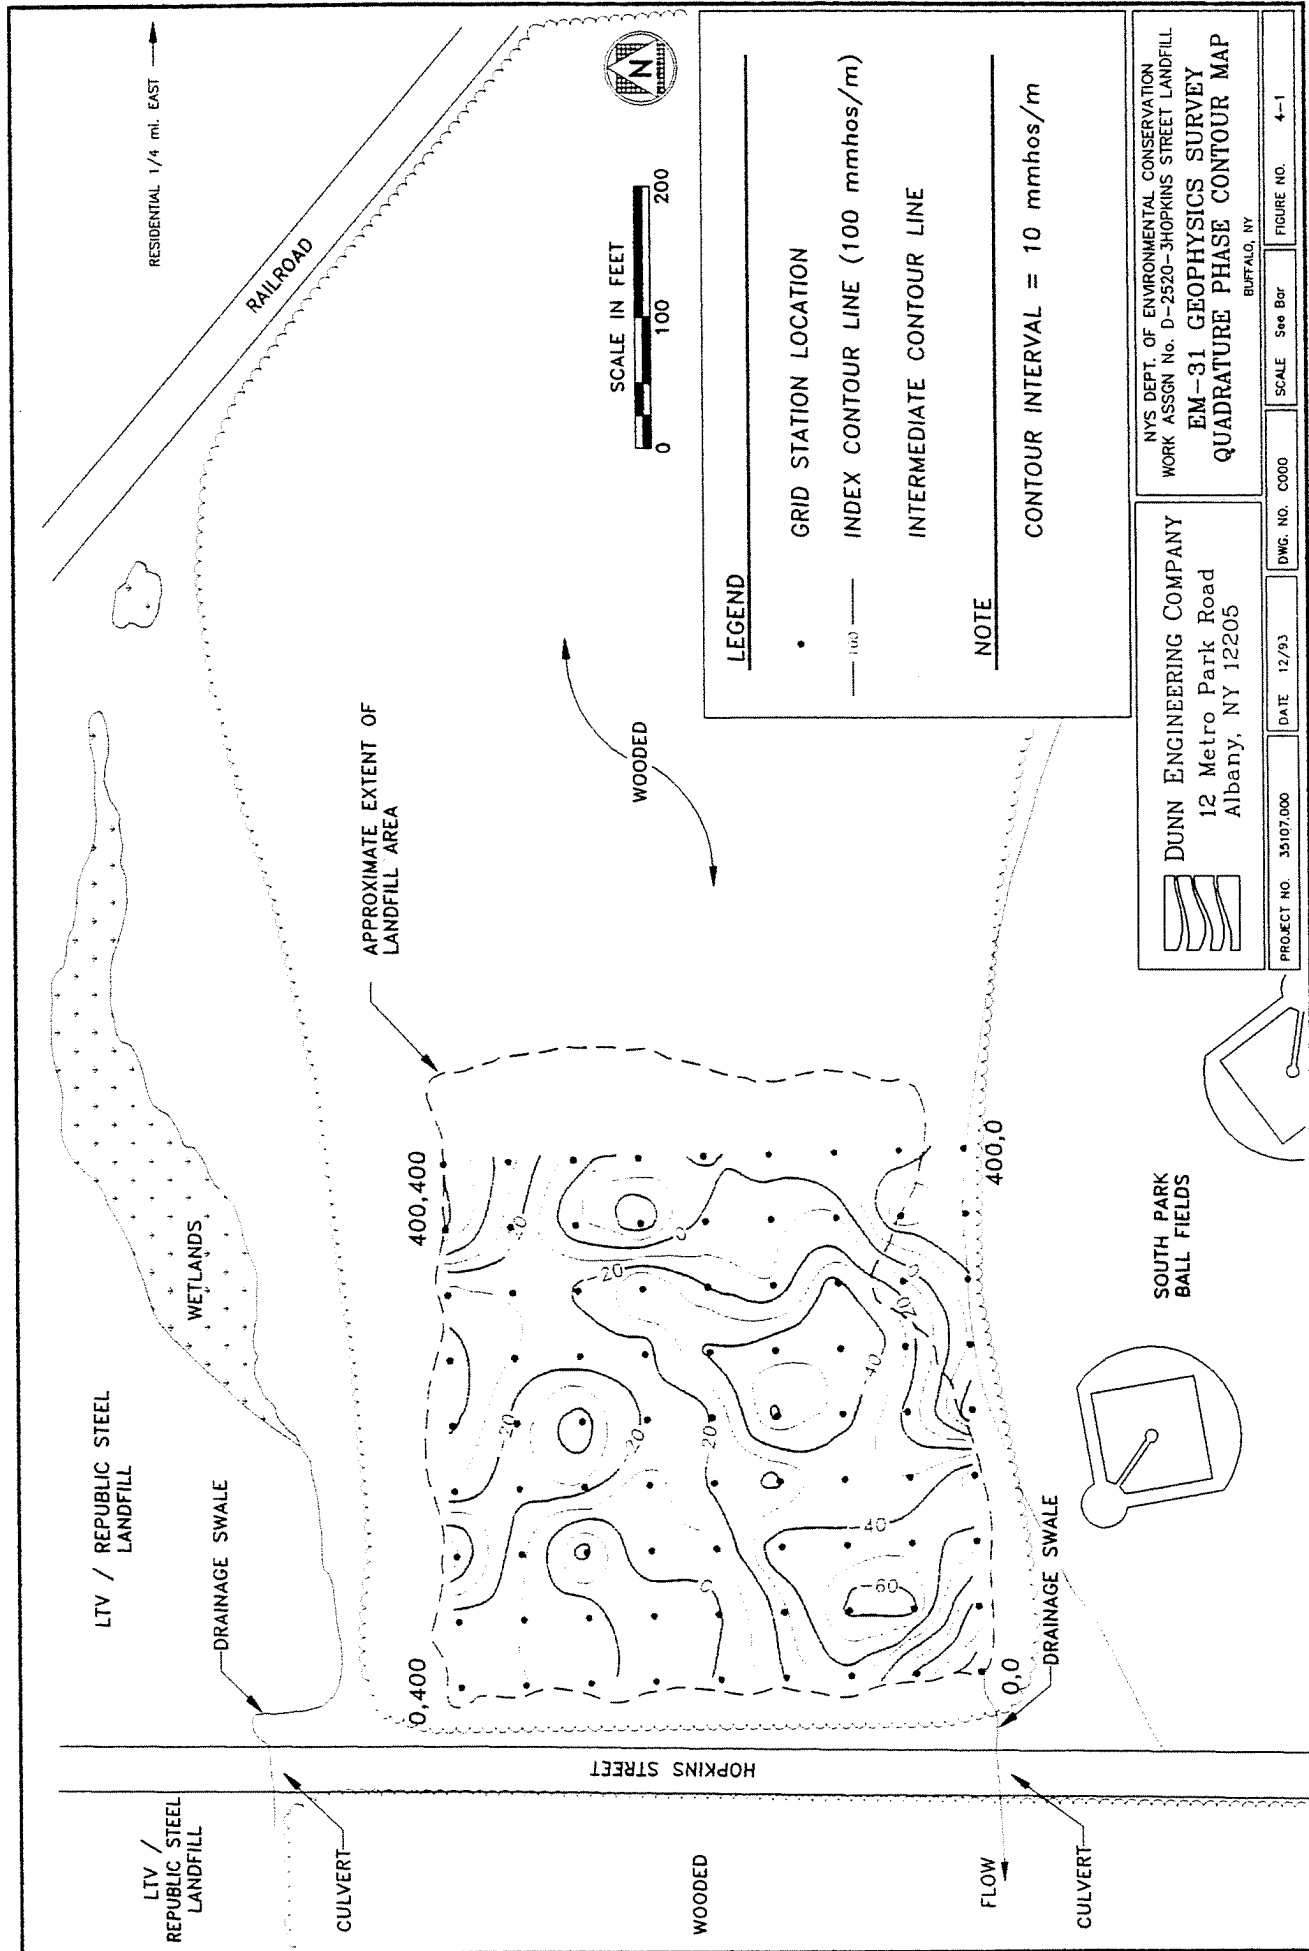 RESIDENTIAL 1/4 mi. EAST
RAILROAD
N
SCALE IN FEET
0 100 200
LTV / REPUBLIC STEEL
LANDFILL
WETLANDS
DRAINAGE SWALE
APPROXIMATE EXTENT OF
LANDFILL AREA
WOODED
LTV /
REPUBLIC STEEL
LANDFILL
CULVERT
HOPKINS STREET
WOODED
FLOW
CULVERT
0,400
400,400
0,0
400,0
20
20
0
20
20
20
0
0
20
40
40
60
DRAINAGE SWALE
SOUTH PARK
BALL FIELDS
LEGEND
GRID STATION LOCATION
100
INDEX CONTOUR LINE (100 mmhos/m)
INTERMEDIATE CONTOUR LINE
NOTE
CONTOUR INTERVAL = 10 mmhos/m
DUNN ENGINEERING COMPANY
12 Metro Park Road
Albany, NY 12205
NYS DEPT. OF ENVIRONMENTAL CONSERVATION
WORK ASSGN No. D-2520-3HOPKINS STREET LANDFILL
EM-31 GEOPHYSICS SURVEY
QUADRATURE PHASE CONTOUR MAP
BUFFALO, NY
PROJECT NO. 35107.000
DATE 12/93
DWG. NO. C000
SCALE See Bar
FIGURE NO. 4-1